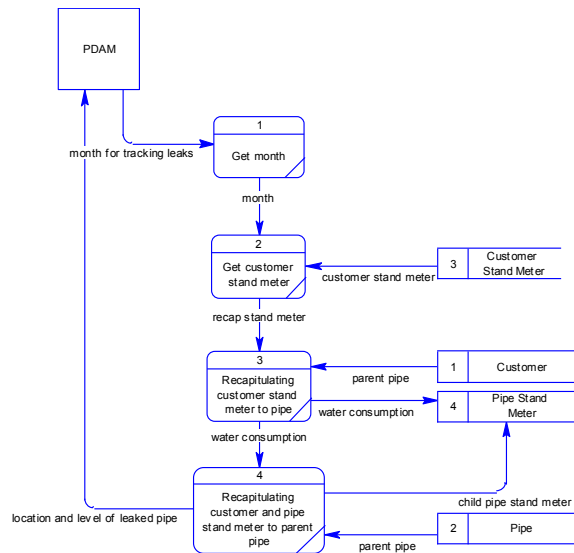 PDAM
1
month for tracking leaks
Get month
month
2
Get customer
stand meter
3
Customer
Stand Meter
customer stand meter
recap stand meter
3
Recapitulating
customer stand
meter to pipe
1
Customer
parent pipe
4
Pipe Stand
Meter
water consumption
water consumption
4
Recapitulating
customer and pipe
stand meter to parent
pipe
child pipe stand meter
location and level of leaked pipe
2
Pipe
parent pipe